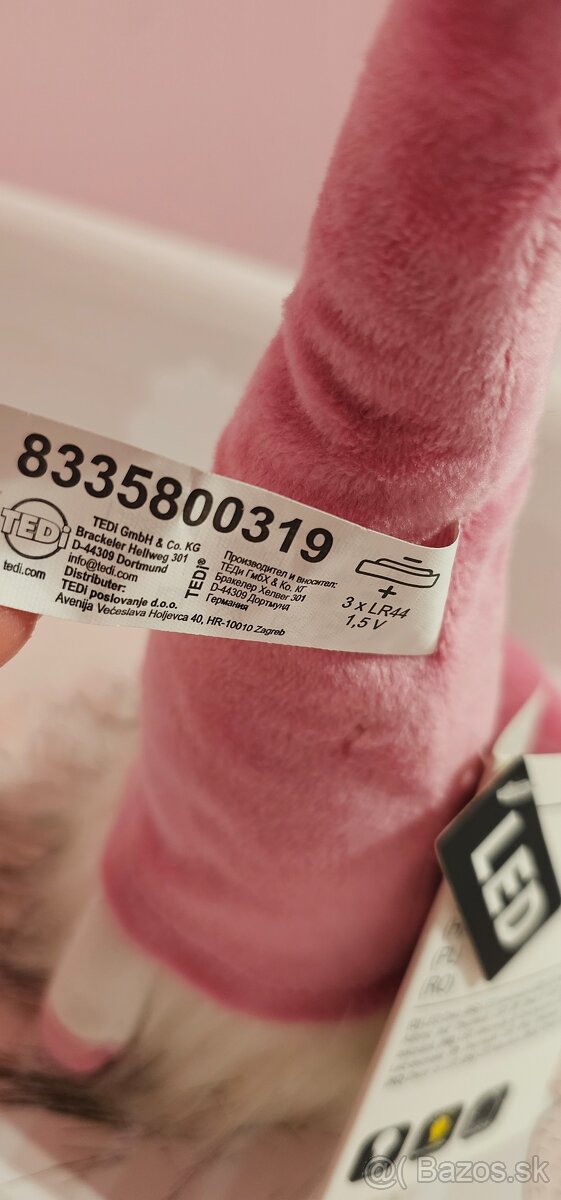 8335800319
TEDi
tedi.com
TEDi GmbH & Co. KG
Brackeler Hellweg 301
D-44309 Dortmund
info@tedi.com
Distributer:
TEDi poslovanje d.o.o.
Avenija Većeslava Holjevca 40, HR-10010 Zagreb
TEDi®
Производител и вносител:
ТЕДи ГмбХ & Ко. КГ
Бракелер Хелвег 301
D-44309 Дортмунд
Германия
+
3 x LR44
1,5 V
LED
(PL)
(RO)
@( Bazos.sk